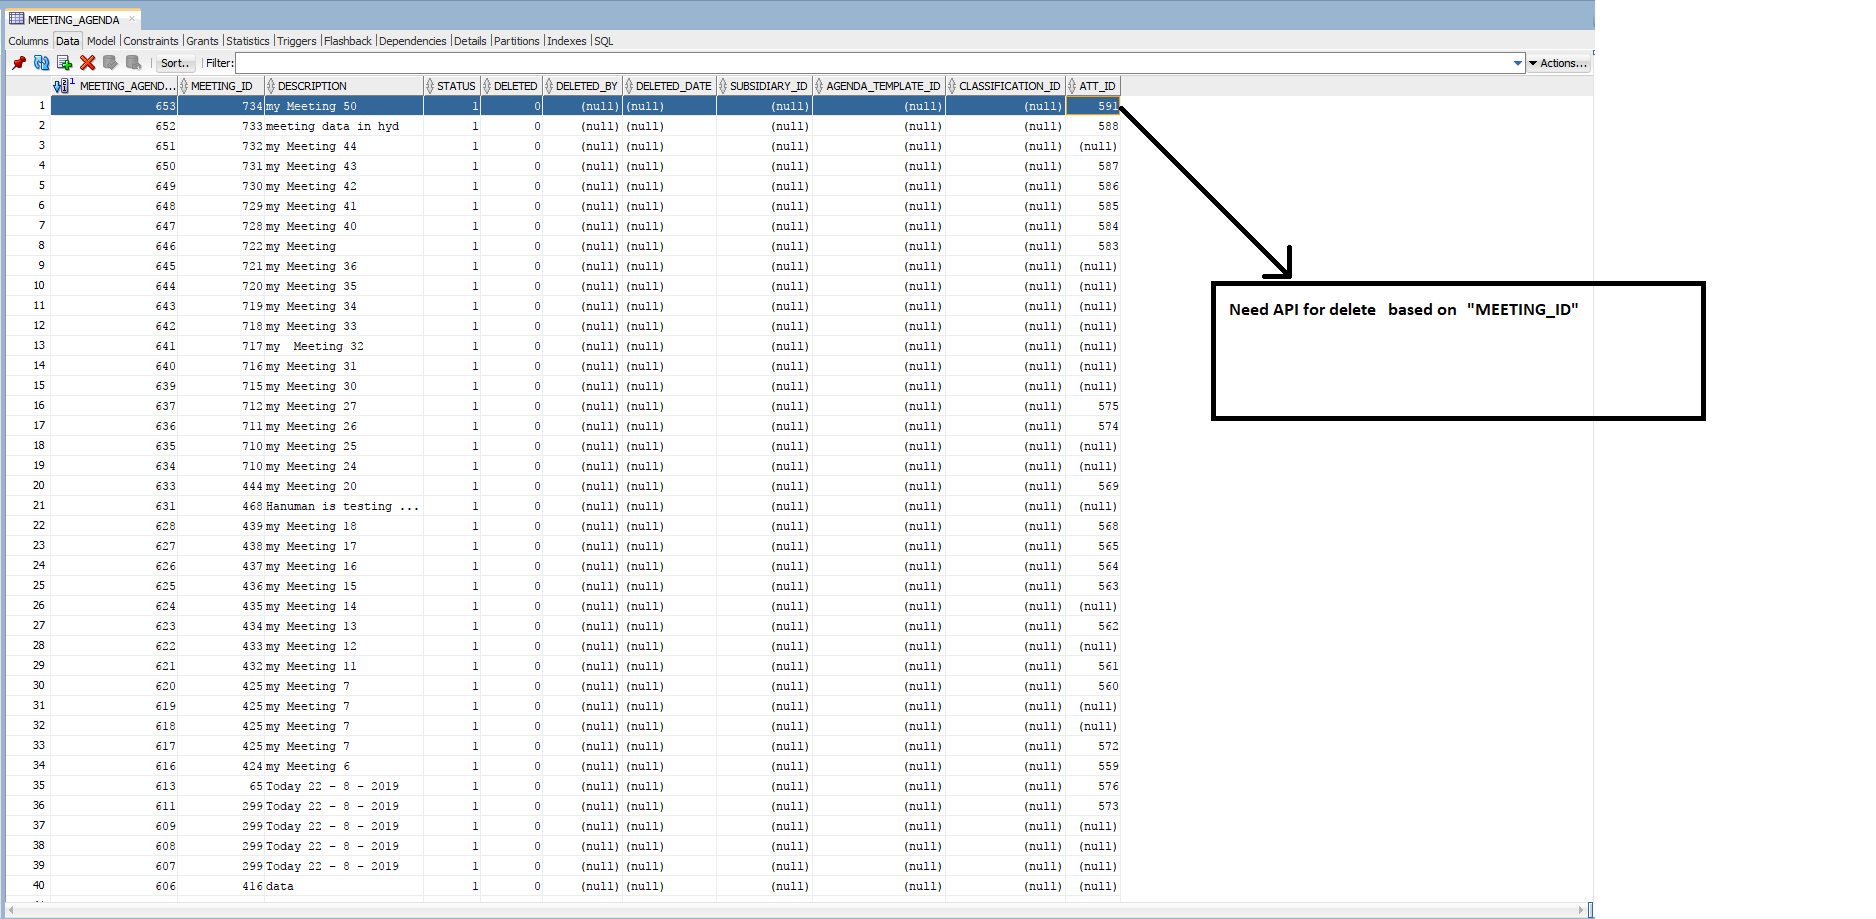 MEETING_AGENDA
Columns Data Model Constraints Grants Statistics Triggers Flashback Dependencies Details Partitions Indexes SQL
Sort.. Filter: Actions...
MEETING_AGEND... MEETING_ID DESCRIPTION STATUS DELETED DELETED_BY DELETED_DATE SUBSIDIARY_ID AGENDA_TEMPLATE_ID CLASSIFICATION_ID ATT_ID
1 653 734 my Meeting 50 1 0 (null) (null) (null) (null) (null) 591
2 652 733 meeting data in hyd 1 0 (null) (null) (null) (null) (null) 588
3 651 732 my Meeting 44 1 0 (null) (null) (null) (null) (null) (null)
4 650 731 my Meeting 43 1 0 (null) (null) (null) (null) (null) 587
5 649 730 my Meeting 42 1 0 (null) (null) (null) (null) (null) 586
6 648 729 my Meeting 41 1 0 (null) (null) (null) (null) (null) 585
7 647 728 my Meeting 40 1 0 (null) (null) (null) (null) (null) 584
8 646 722 my Meeting 1 0 (null) (null) (null) (null) (null) 583
9 645 721 my Meeting 36 1 0 (null) (null) (null) (null) (null) (null)
10 644 720 my Meeting 35 1 0 (null) (null) (null) (null) (null) (null)
11 643 719 my Meeting 34 1 0 (null) (null) (null) (null) (null) (null)
12 642 718 my Meeting 33 1 0 (null) (null) (null) (null) (null) (null)
13 641 717 my  Meeting 32 1 0 (null) (null) (null) (null) (null) (null)
14 640 716 my Meeting 31 1 0 (null) (null) (null) (null) (null) (null)
15 639 715 my Meeting 30 1 0 (null) (null) (null) (null) (null) (null)
16 637 712 my Meeting 27 1 0 (null) (null) (null) (null) (null) 575
17 636 711 my Meeting 26 1 0 (null) (null) (null) (null) (null) 574
18 635 710 my Meeting 25 1 0 (null) (null) (null) (null) (null) (null)
19 634 710 my Meeting 24 1 0 (null) (null) (null) (null) (null) (null)
20 633 444 my Meeting 20 1 0 (null) (null) (null) (null) (null) 569
21 631 468 Hanuman is testing ... 1 0 (null) (null) (null) (null) (null) (null)
22 628 439 my Meeting 18 1 0 (null) (null) (null) (null) (null) 568
23 627 438 my Meeting 17 1 0 (null) (null) (null) (null) (null) 565
24 626 437 my Meeting 16 1 0 (null) (null) (null) (null) (null) 564
25 625 436 my Meeting 15 1 0 (null) (null) (null) (null) (null) 563
26 624 435 my Meeting 14 1 0 (null) (null) (null) (null) (null) (null)
27 623 434 my Meeting 13 1 0 (null) (null) (null) (null) (null) 562
28 622 433 my Meeting 12 1 0 (null) (null) (null) (null) (null) (null)
29 621 432 my Meeting 11 1 0 (null) (null) (null) (null) (null) 561
30 620 425 my Meeting 7 1 0 (null) (null) (null) (null) (null) 560
31 619 425 my Meeting 7 1 0 (null) (null) (null) (null) (null) (null)
32 618 425 my Meeting 7 1 0 (null) (null) (null) (null) (null) (null)
33 617 425 my Meeting 7 1 0 (null) (null) (null) (null) (null) 572
34 616 424 my Meeting 6 1 0 (null) (null) (null) (null) (null) 559
35 613 65 Today 22 - 8 - 2019 1 0 (null) (null) (null) (null) (null) 576
36 611 299 Today 22 - 8 - 2019 1 0 (null) (null) (null) (null) (null) 573
37 609 299 Today 22 - 8 - 2019 1 0 (null) (null) (null) (null) (null) (null)
38 608 299 Today 22 - 8 - 2019 1 0 (null) (null) (null) (null) (null) (null)
39 607 299 Today 22 - 8 - 2019 1 0 (null) (null) (null) (null) (null) (null)
40 606 416 data 1 0 (null) (null) (null) (null) (null) (null)
Need API for delete based on "MEETING_ID"